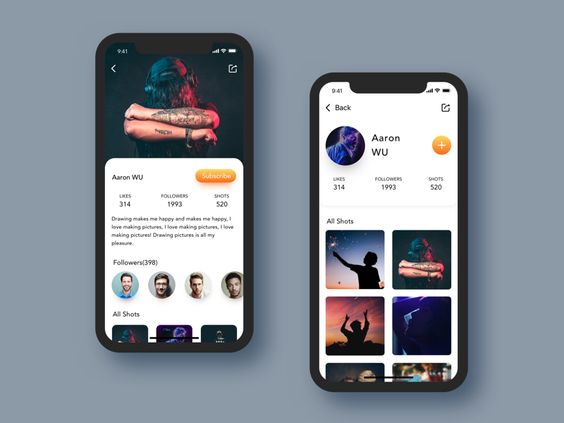 9:41
Aaron WU
Subscribe
LIKES FOLLOWERS SHOTS
314 1993 520
Drawing makes me happy and makes me happy, I
love making pictures, I love making pictures, I love
making pictures! Drawing pictures is all my
pleasure.
Followers(398)
All Shots
9:41
Back
Aaron
WU
LIKES FOLLOWERS SHOTS
314 1993 520
All Shots